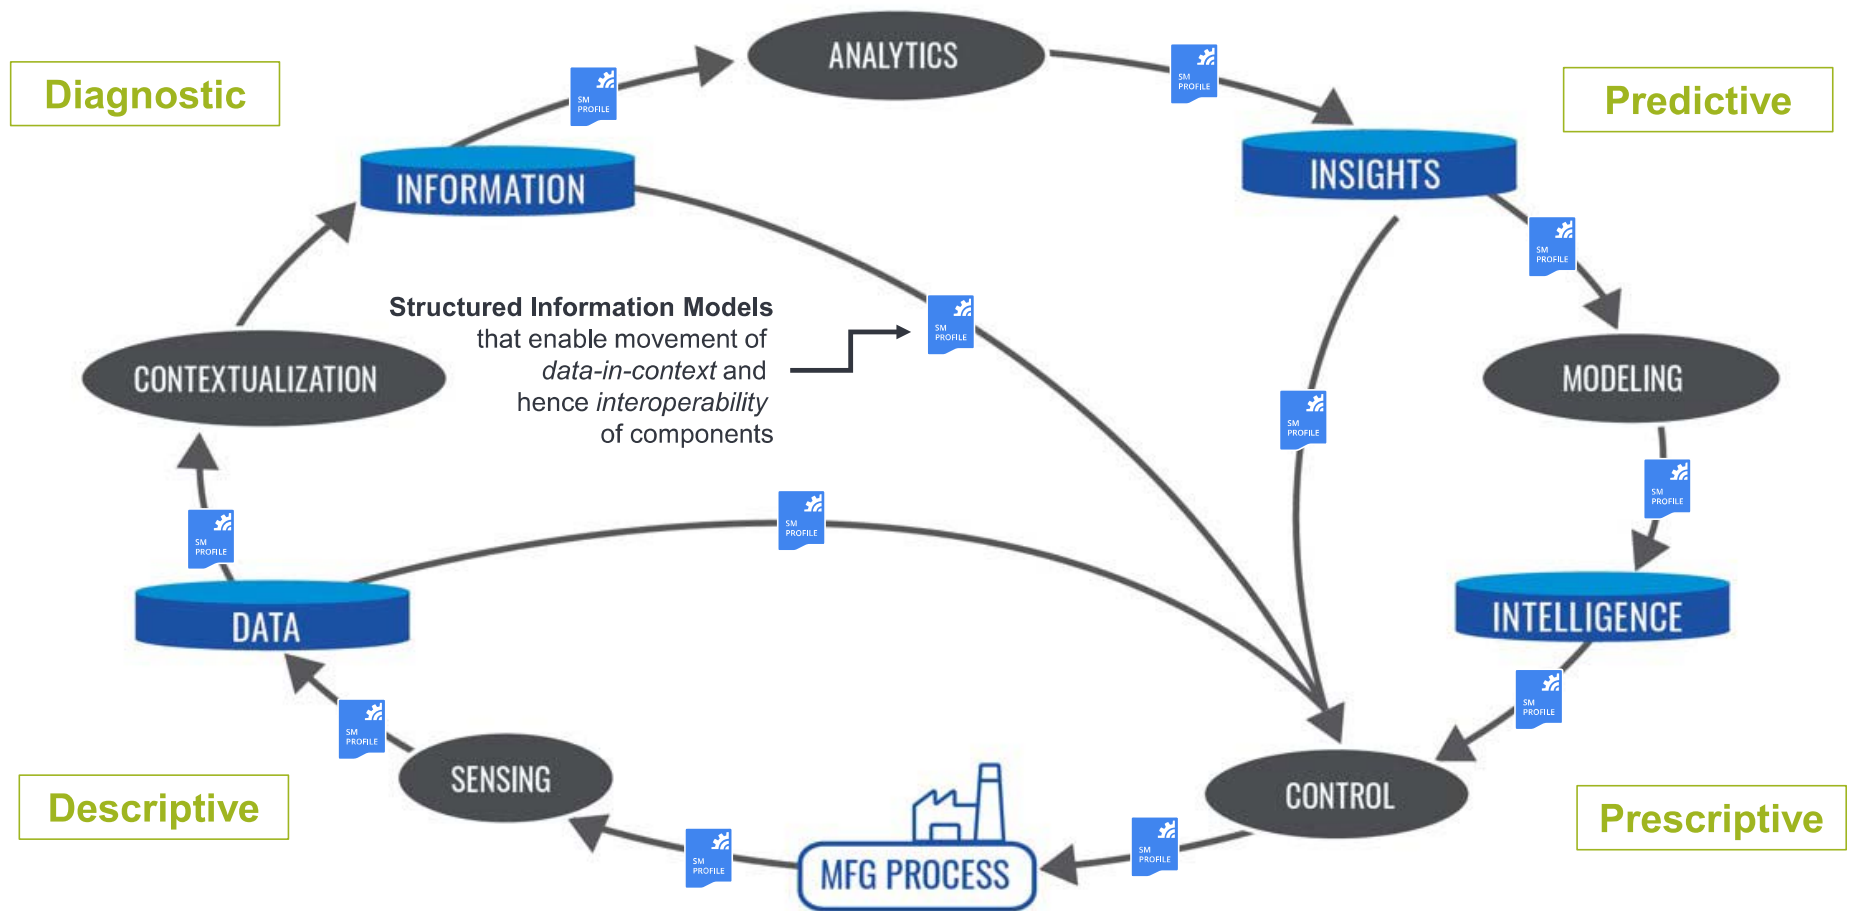 ANALYTICS
Diagnostic
SM
PROFILE
SM
PROFILE
Predictive
INFORMATION
INSIGHTS
SM
PROFILE
Structured Information Models
that enable movement of
data-in-context and
hence interoperability
of components
SM
PROFILE
CONTEXTUALIZATION
MODELING
SM
PROFILE
SM
PROFILE
SM
PROFILE
SM
PROFILE
DATA
INTELLIGENCE
SM
PROFILE
SM
PROFILE
SENSING
CONTROL
Descriptive
Prescriptive
SM
PROFILE
SM
PROFILE
MFG PROCESS